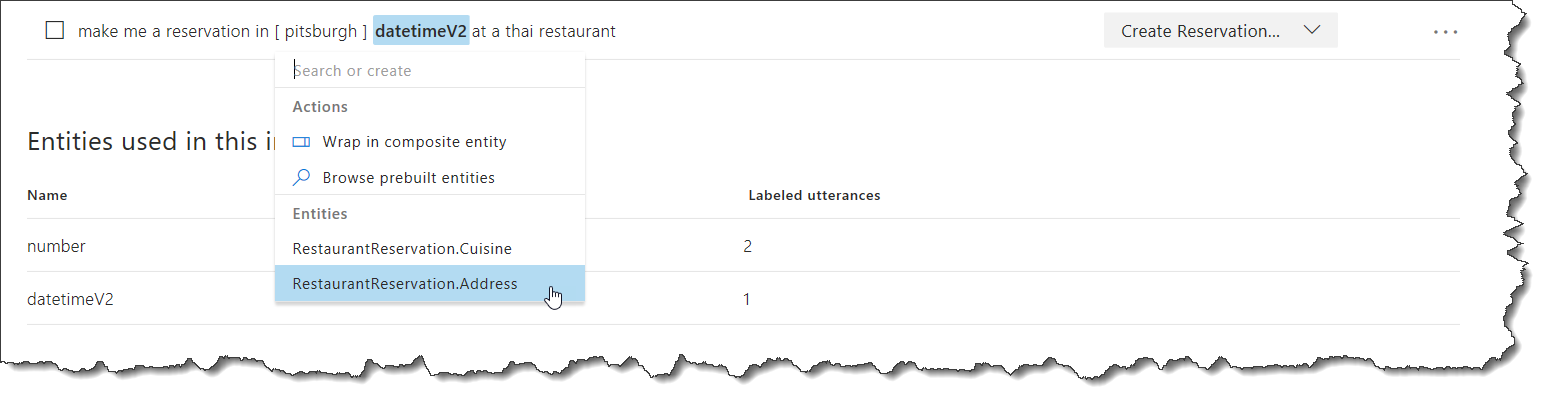 make me a reservation in [ pitsburgh ] datetimeV2 at a thai restaurant
Create Reservation...
Search or create
Actions
Wrap in composite entity
Browse prebuilt entities
Entities
RestaurantReservation.Cuisine
RestaurantReservation.Address
Entities used in this i
Name
Labeled utterances
number
2
datetimeV2
1